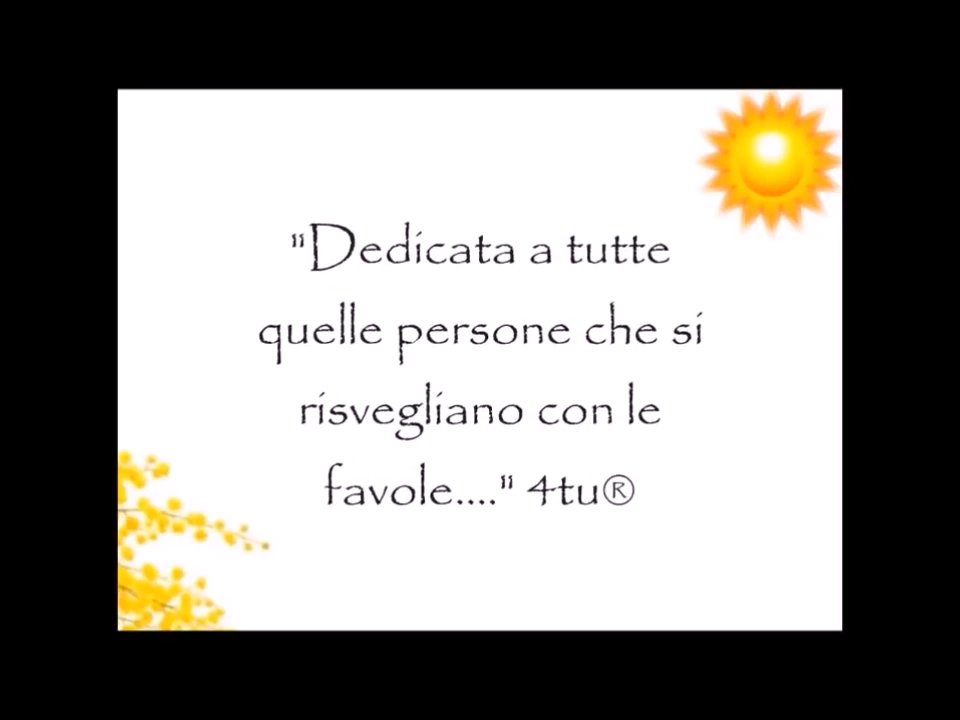 "Dedicata a tutte
quelle persone che si
risvegliano con le
favole...." 4tu®